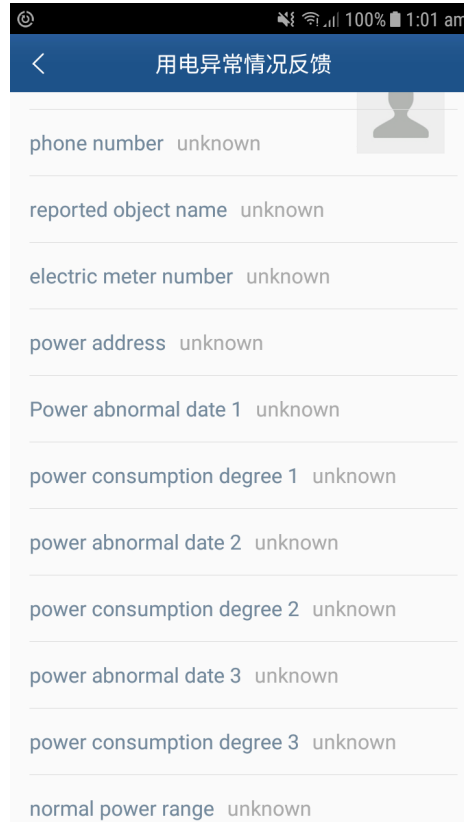 100% 1:01 am
用电异常情况反馈
phone number unknown
reported object name unknown
electric meter number unknown
power address unknown
Power abnormal date 1 unknown
power consumption degree 1 unknown
power abnormal date 2 unknown
power consumption degree 2 unknown
power abnormal date 3 unknown
power consumption degree 3 unknown
normal power range unknown